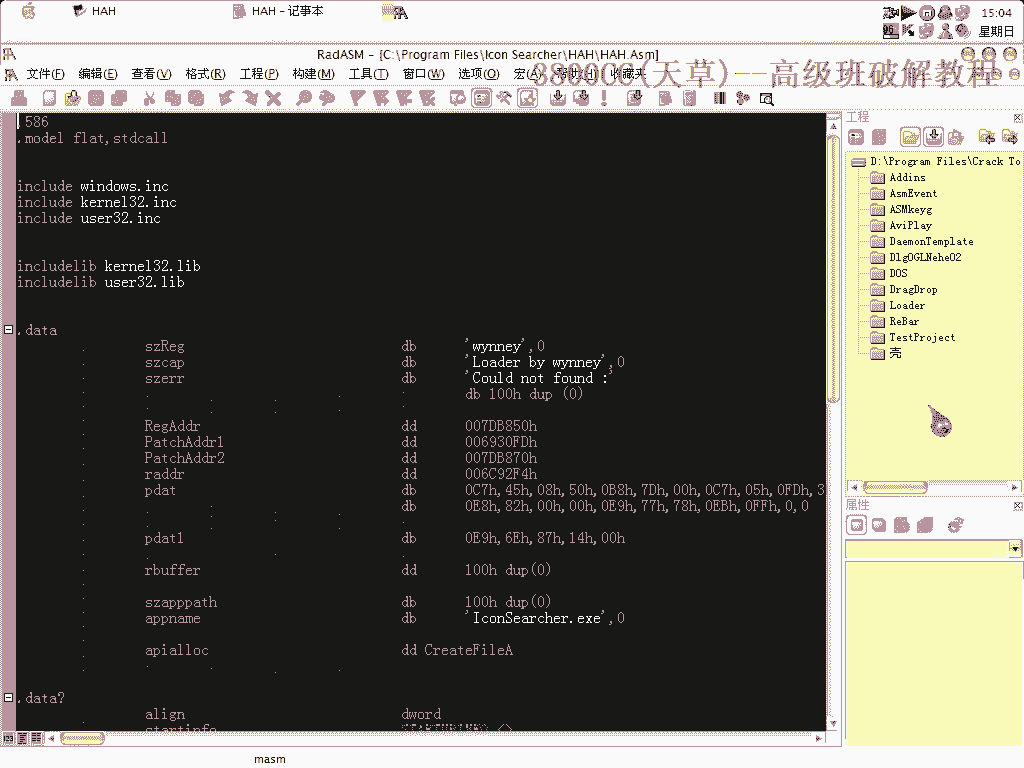 HAH
HAH - 记事本
15:04
星期日
RadASM - [C:\Program Files\Icon Searcher\HAH\HAH.Asm]
文件(F) 编辑(E) 查看(V) 格式(R) 工程(P) 构建(M) 工具(T) 窗口(W) 选项(O) 宏(A) 帮助(H) 收藏夹
(天草)--高级班破解教程
工程
.586
.model flat,stdcall
include windows.inc
include kernel32.inc
include user32.inc
includelib kernel32.lib
includelib user32.lib
.data
szReg db 'wynney',0
szcap db 'Loader by wynney',0
szerr db 'Could not found :'
db 100h dup (0)
RegAddr dd 007DB850h
PatchAddr1 dd 006930FDh
PatchAddr2 dd 007DB870h
raddr dd 006C92F4h
pdat db 0C7h,45h,08h,50h,0B8h,7Dh,00h,0C7h,05h,0FDh,3
0E8h,82h,00h,00h,0E9h,77h,78h,0EBh,0FFh,0,0
pdat1 db 0E9h,6Eh,87h,14h,00h
rbuffer dd 100h dup(0)
szapppath db 100h dup(0)
appname db 'IconSearcher.exe',0
apialloc dd CreateFileA
.data?
align dword
D:\Program Files\Crack To
Addins
AsmEvent
ASMkeyg
AviPlay
DaemonTemplate
DlgOGLNehe02
DOS
DragDrop
Loader
ReBar
TestProject
壳
属性
masm